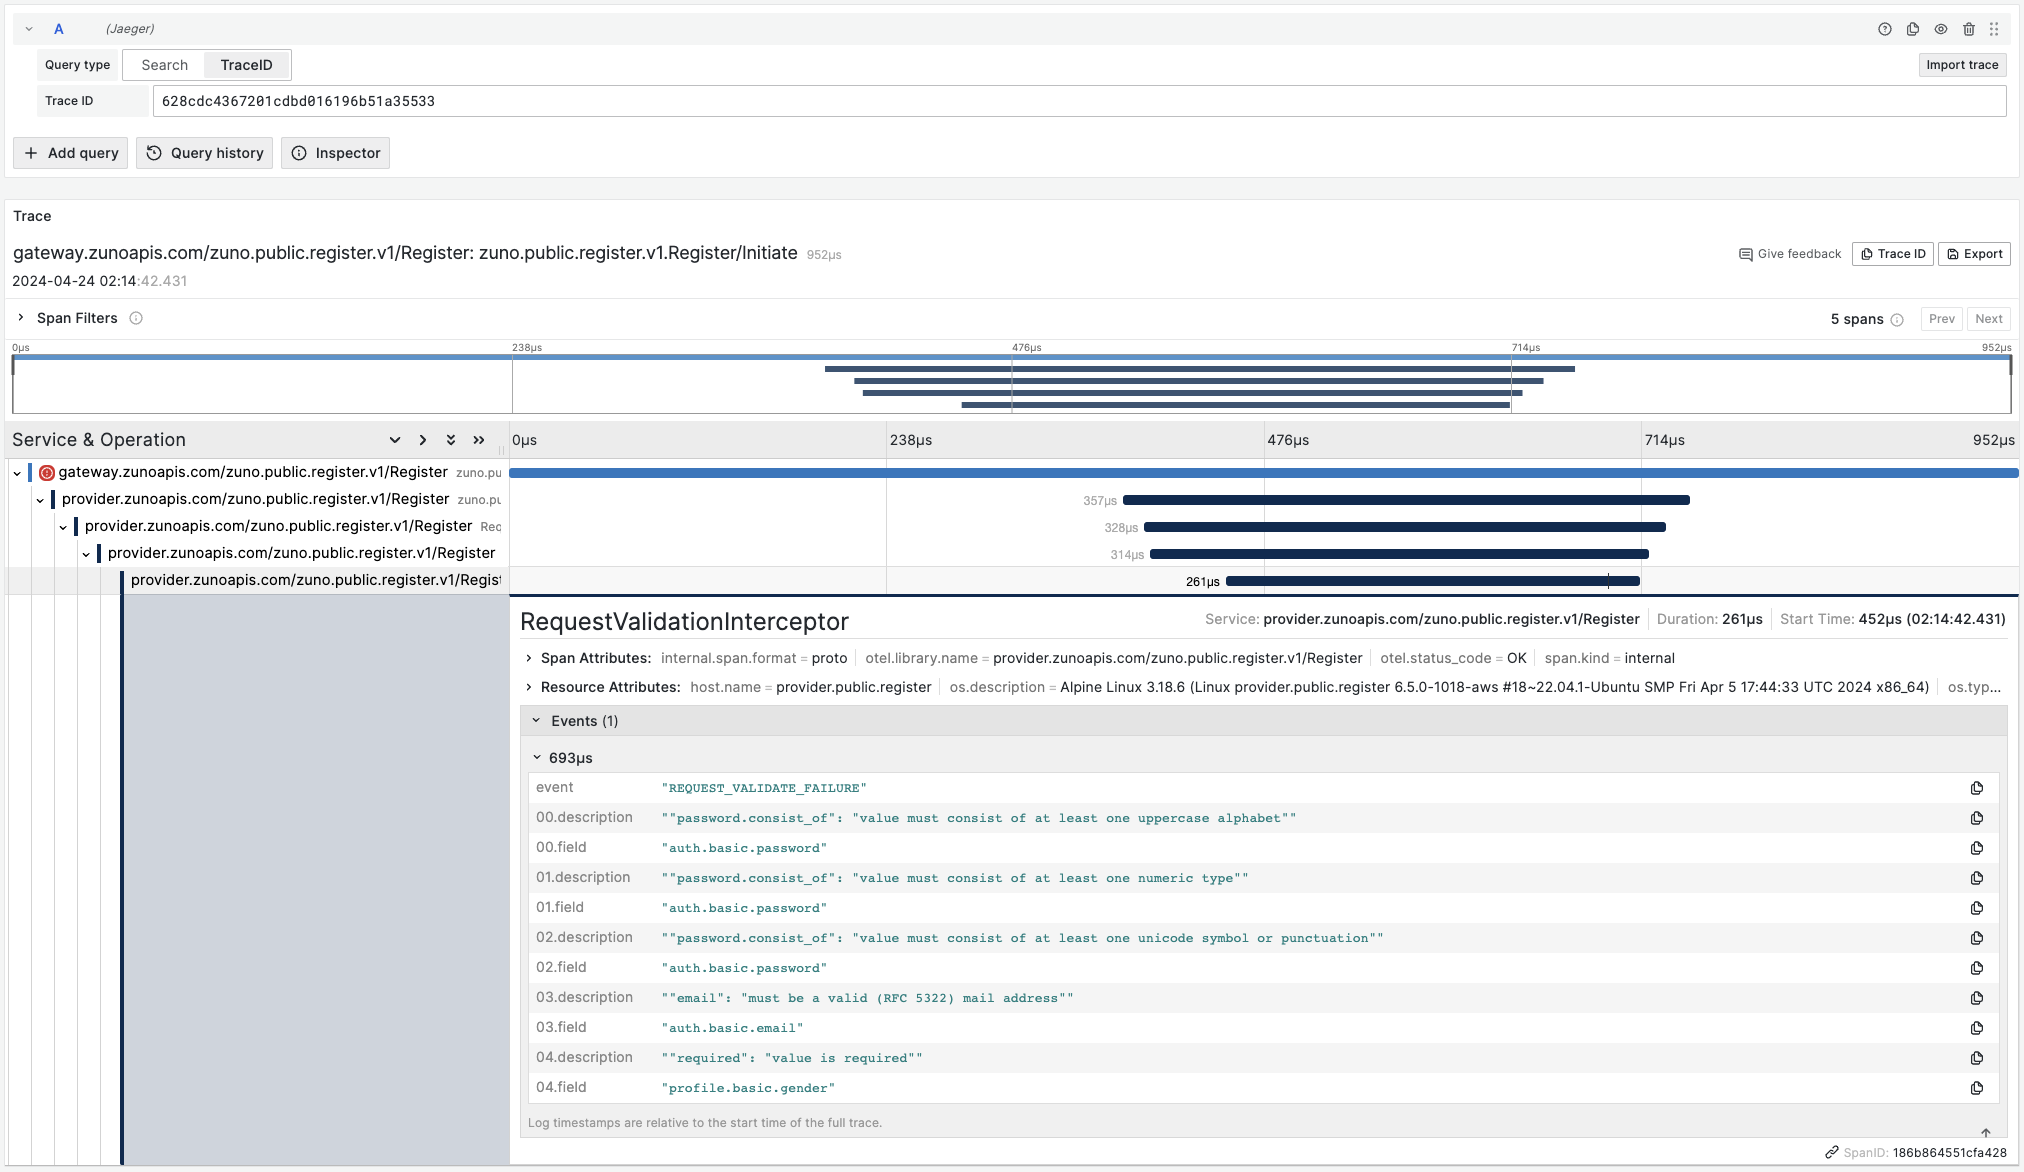 A (Jaeger)
Query type Search TraceID Import trace
Trace ID 628cdc4367201cdbd016196b51a35533
Add query Query history Inspector
Trace
gateway.zunoapis.com/zuno.public.register.v1/Register: zuno.public.register.v1.Register/Initiate 952μs
Give feedback Trace ID Export
2024-04-24 02:14:42.431
Span Filters 5 spans Prev Next
0μs 238μs 476μs 714μs 952μs
Service & Operation 0μs 238μs 476μs 714μs 952μs
gateway.zunoapis.com/zuno.public.register.v1/Register zuno.pu
provider.zunoapis.com/zuno.public.register.v1/Register zuno.pu 357μs
provider.zunoapis.com/zuno.public.register.v1/Register Req 328μs
provider.zunoapis.com/zuno.public.register.v1/Register 314μs
provider.zunoapis.com/zuno.public.register.v1/Regist 261μs
RequestValidationInterceptor Service: provider.zunoapis.com/zuno.public.register.v1/Register Duration: 261μs Start Time: 452μs (02:14:42.431)
Span Attributes: internal.span.format = proto otel.library.name = provider.zunoapis.com/zuno.public.register.v1/Register otel.status_code = OK span.kind = internal
Resource Attributes: host.name = provider.public.register os.description = Alpine Linux 3.18.6 (Linux provider.public.register 6.5.0-1018-aws #18~22.04.1-Ubuntu SMP Fri Apr 5 17:44:33 UTC 2024 x86_64) os.typ...
Events (1)
693μs
event "REQUEST_VALIDATE_FAILURE"
00.description ""password.consist_of": "value must consist of at least one uppercase alphabet""
00.field "auth.basic.password"
01.description ""password.consist_of": "value must consist of at least one numeric type""
01.field "auth.basic.password"
02.description ""password.consist_of": "value must consist of at least one unicode symbol or punctuation""
02.field "auth.basic.password"
03.description ""email": "must be a valid (RFC 5322) mail address""
03.field "auth.basic.email"
04.description ""required": "value is required""
04.field "profile.basic.gender"
Log timestamps are relative to the start time of the full trace.
SpanID: 186b864551cfa428